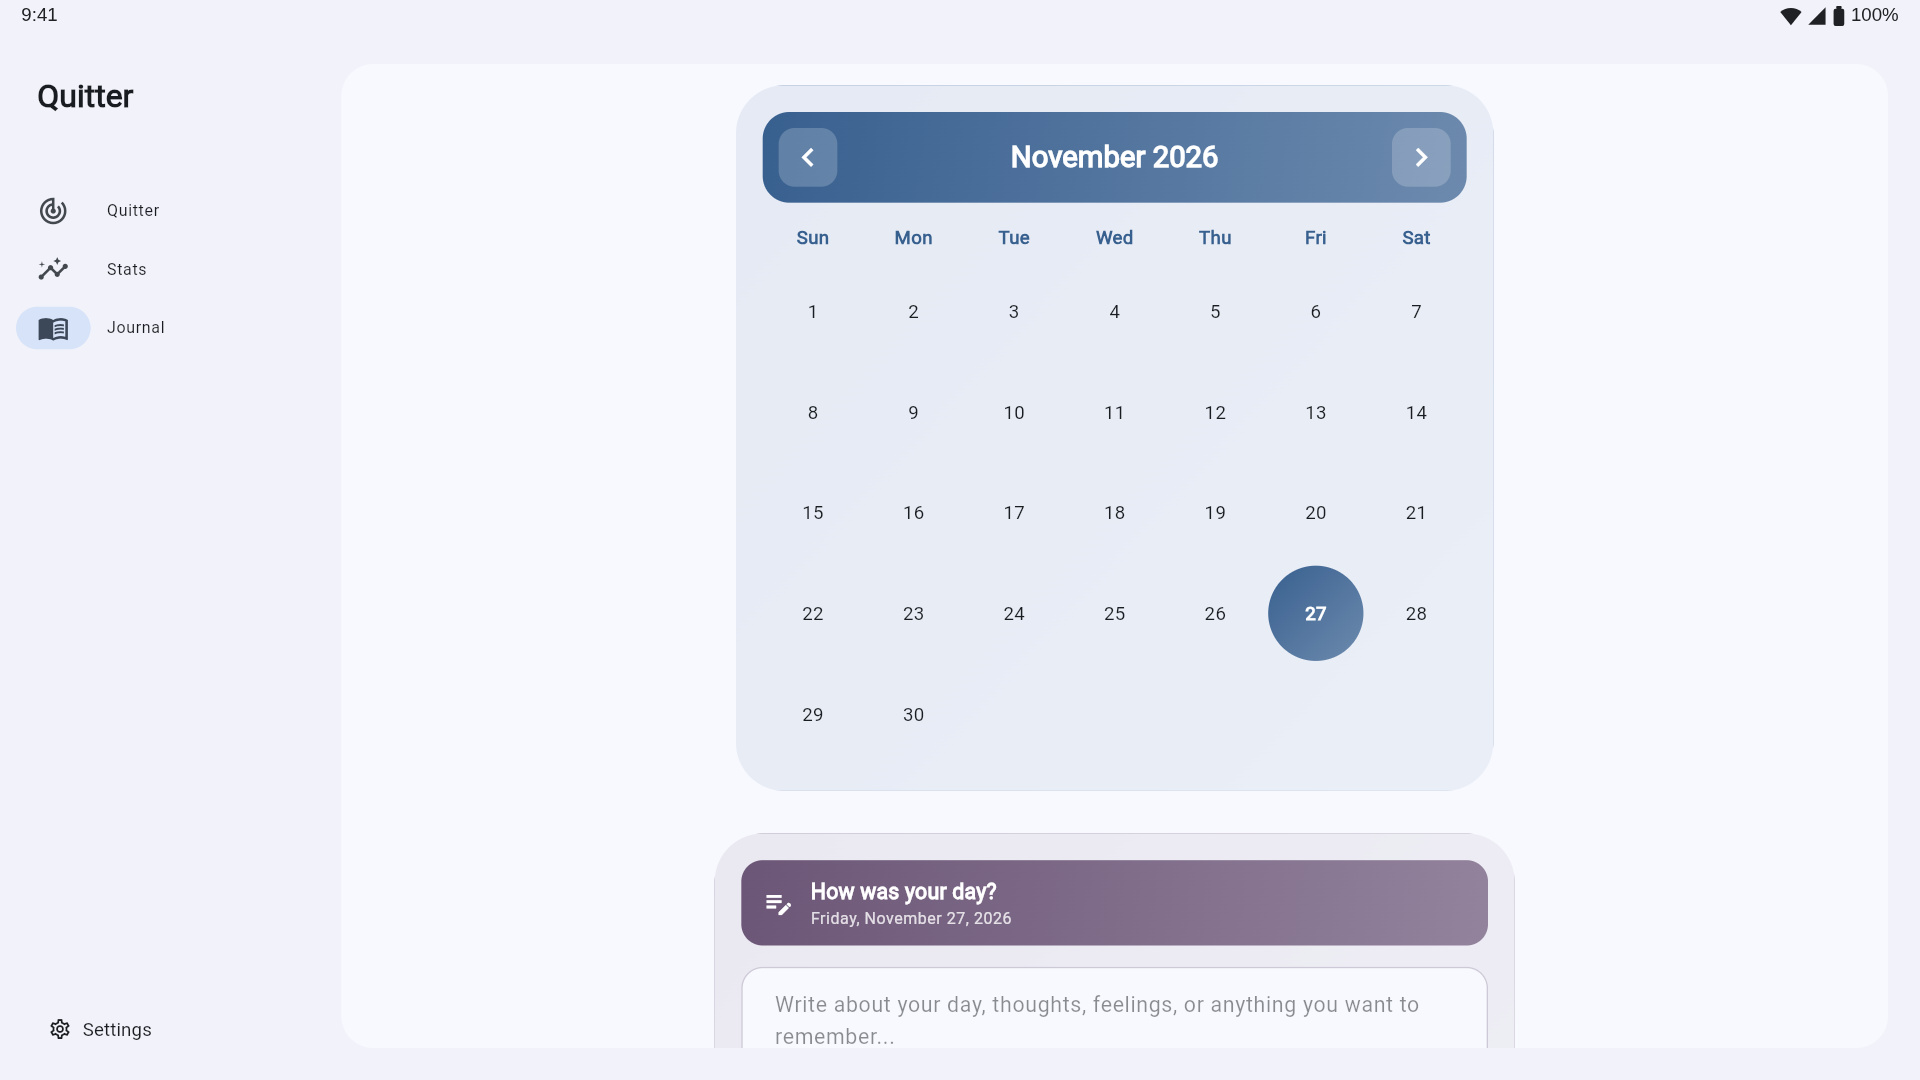 9:41
100%
Quitter
Quitter
Stats
Journal
Settings
November 2026
Sun Mon Tue Wed Thu Fri Sat
1 2 3 4 5 6 7
8 9 10 11 12 13 14
15 16 17 18 19 20 21
22 23 24 25 26 27 28
29 30
How was your day?
Friday, November 27, 2026
Write about your day, thoughts, feelings, or anything you want to
remember...